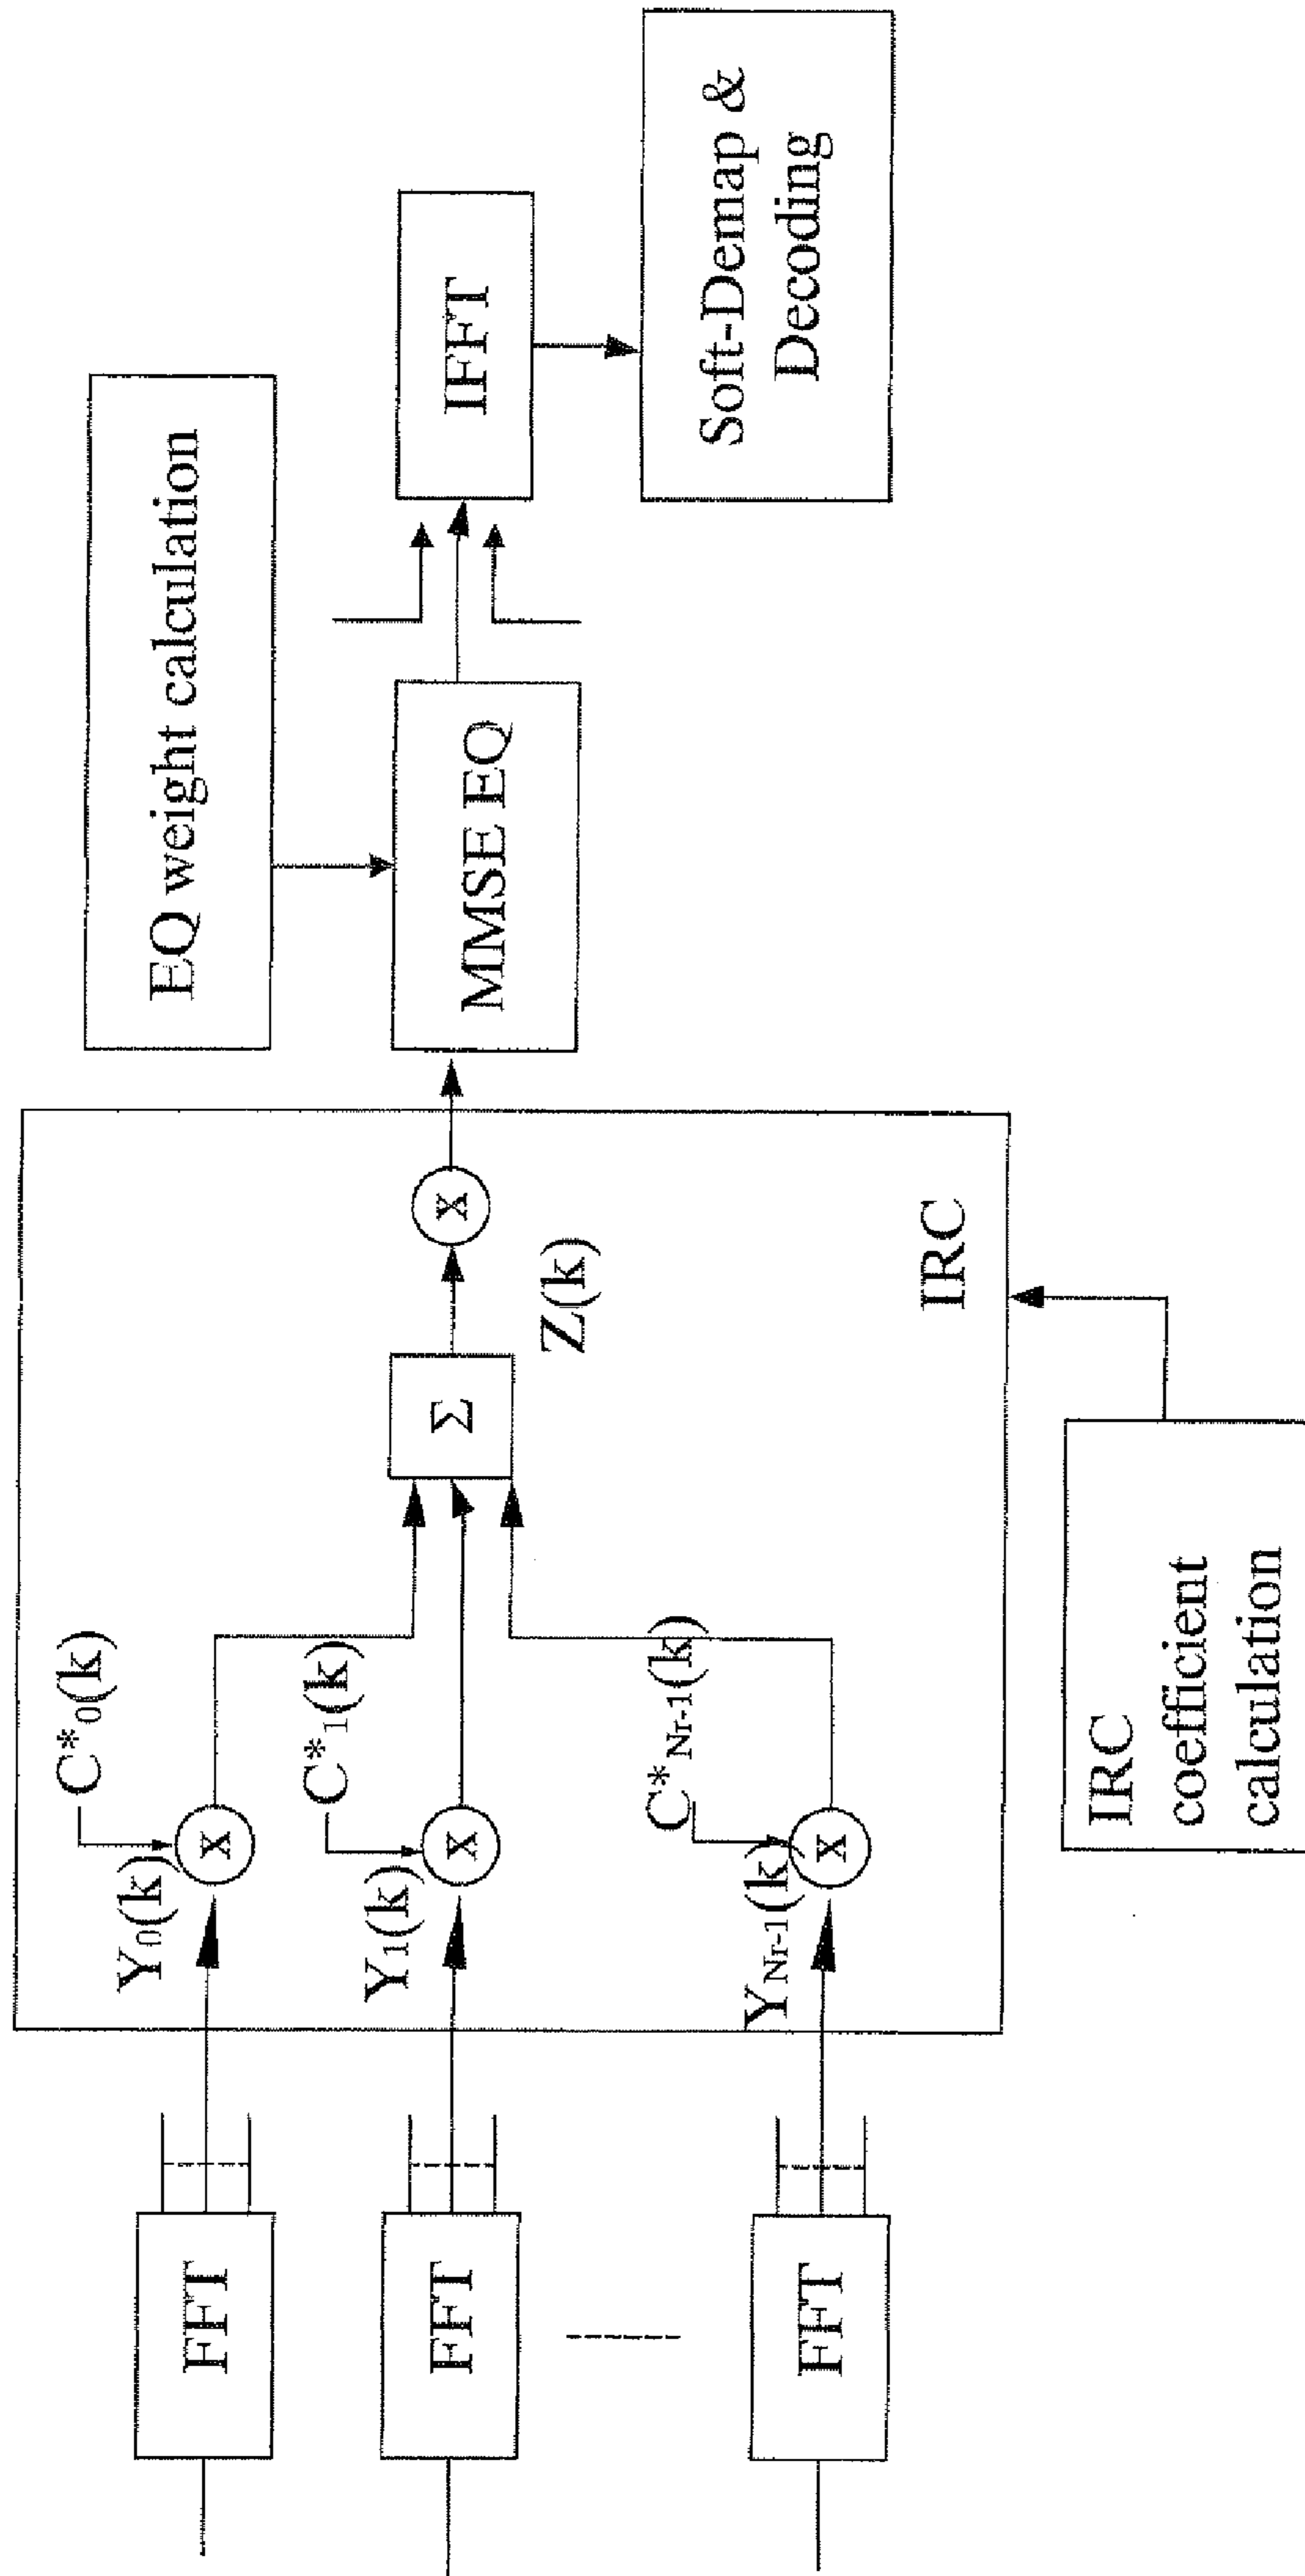 FFT
FFT
FFT
Y0(k)
C*0(k)
X
Y1(k)
C*1(k)
X
YNr-1(k)
C*Nr-1(k)
X
Σ
Z(k)
X
IRC
IRC
coefficient
calculation
EQ weight calculation
MMSE EQ
IFFT
Soft-Demap &
Decoding